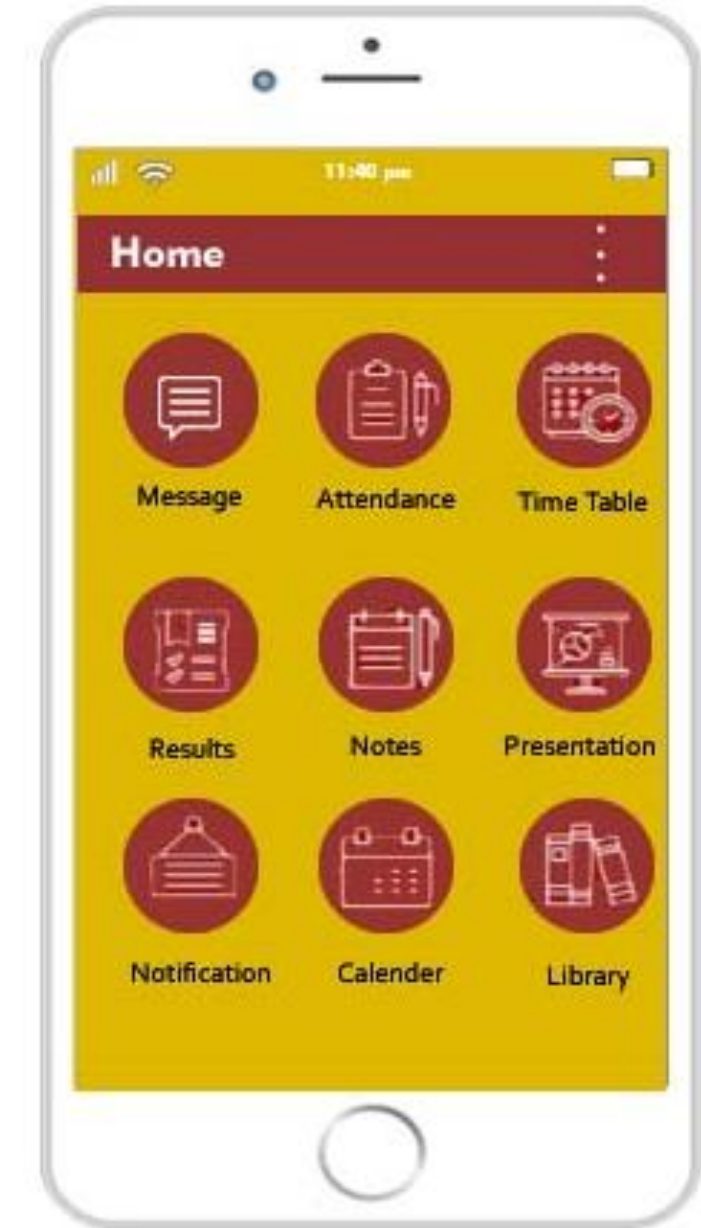 11:40 pm
Home
Message Attendance Time Table
Results Notes Presentation
Notification Calender Library